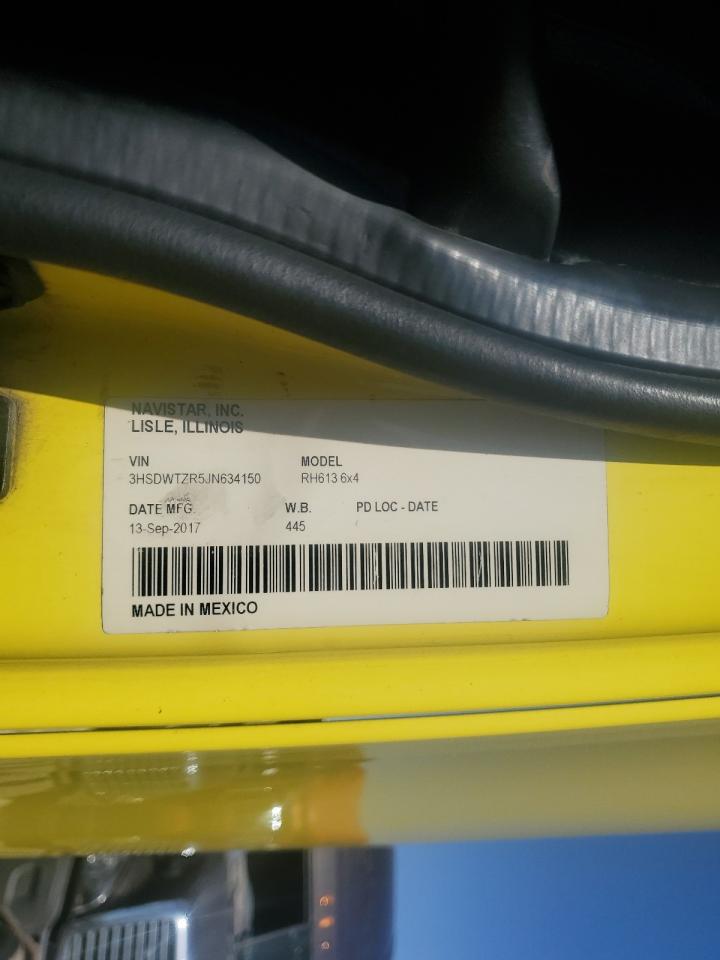 NAVISTAR, INC.
LISLE, ILLINOIS
VIN MODEL
3HSDWTZR5JN634150 RH613 6x4
DATE MFG. W.B. PD LOC - DATE
13-Sep-2017 445
MADE IN MEXICO